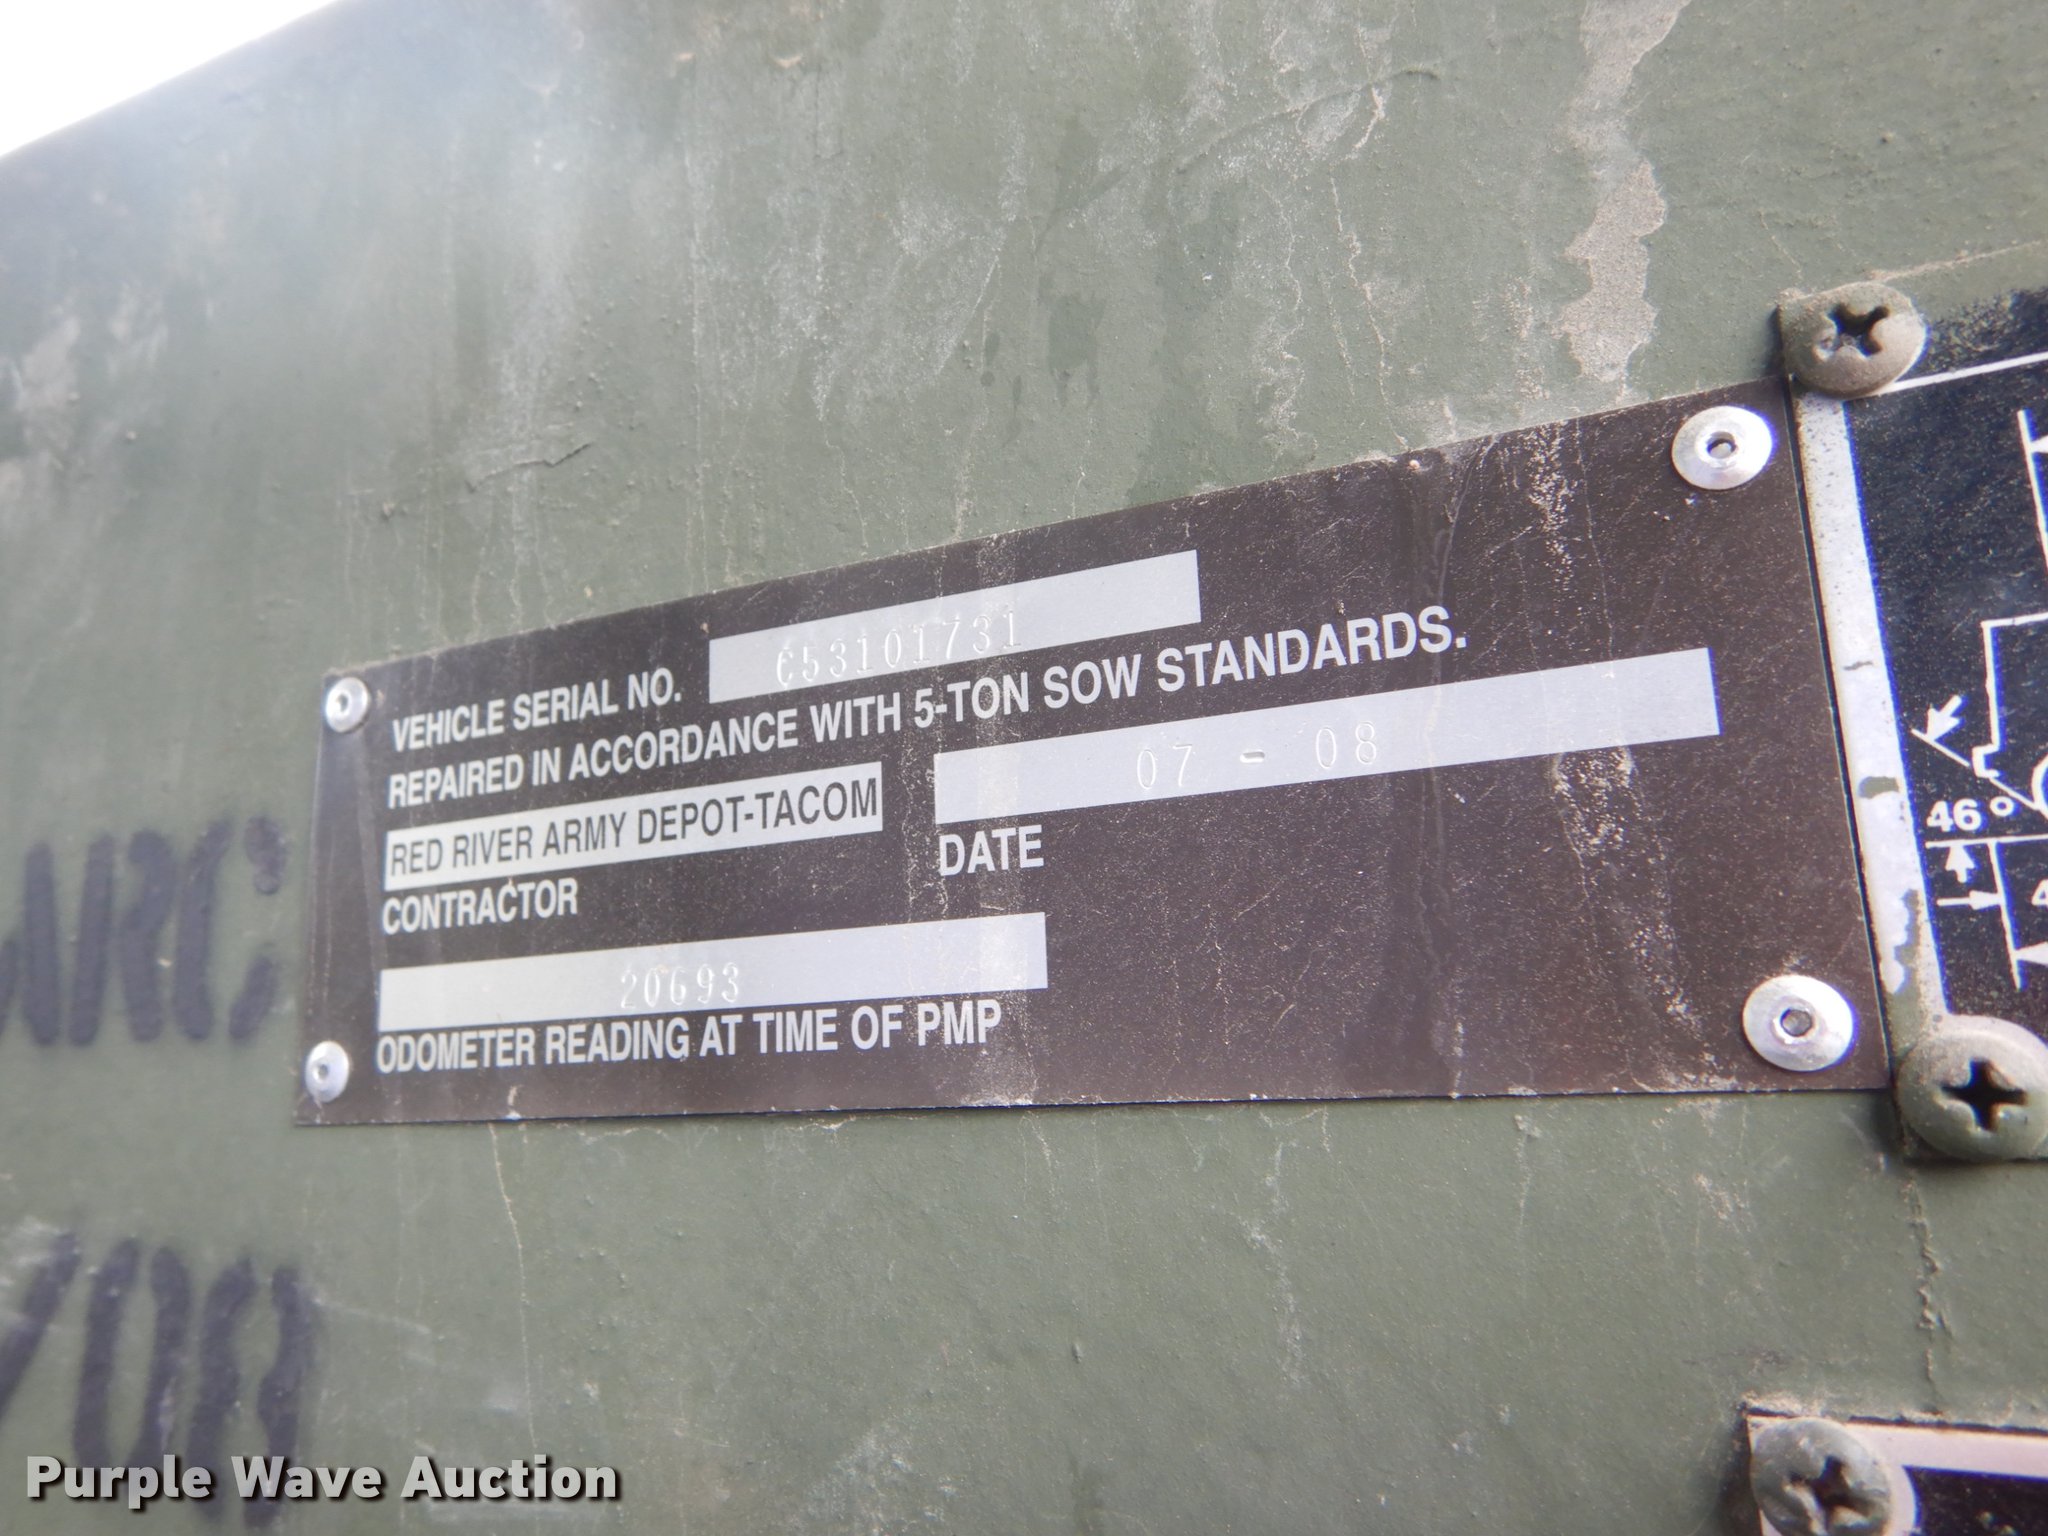 VEHICLE SERIAL NO. C53101731
REPAIRED IN ACCORDANCE WITH 5-TON SOW STANDARDS.
RED RIVER ARMY DEPOT-TACOM 07 - 08
CONTRACTOR DATE
20693
ODOMETER READING AT TIME OF PMP
46°
4
Purple Wave Auction